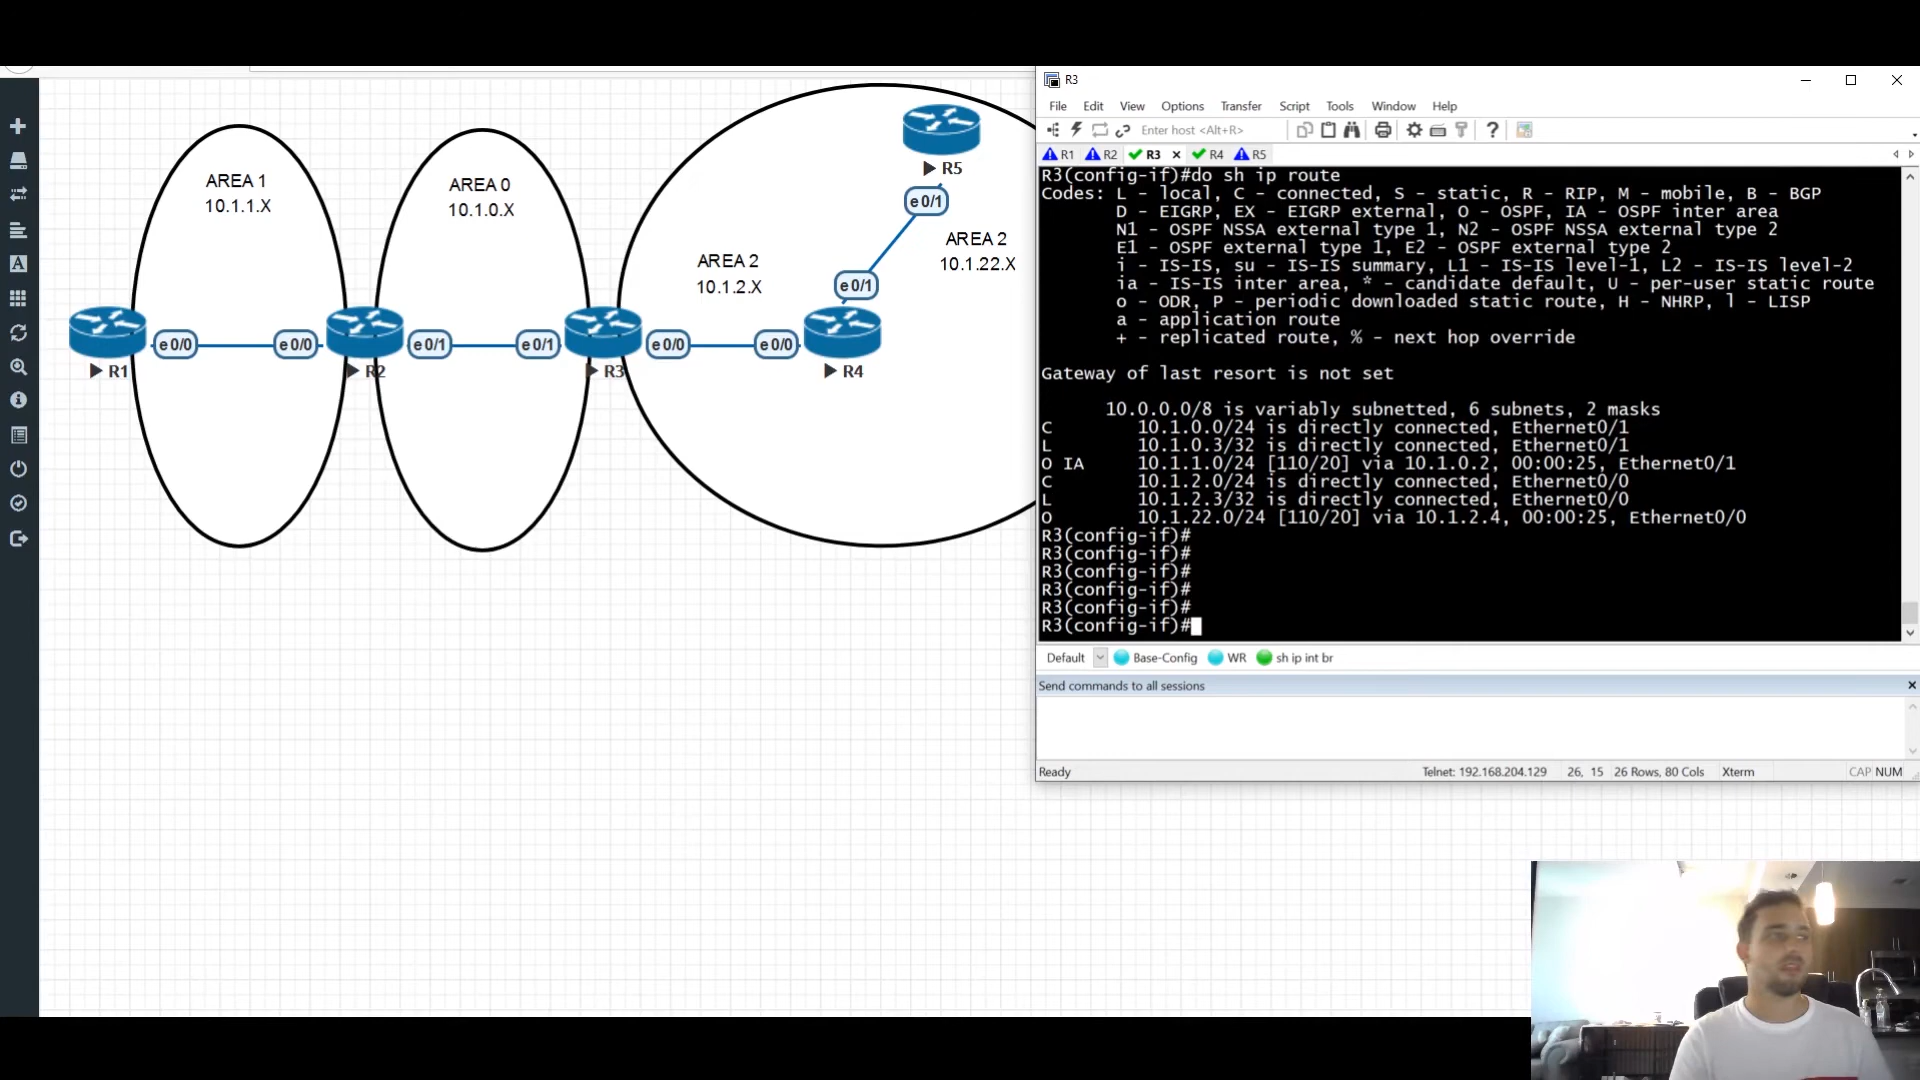 AREA 1
10.1.1.X
AREA 0
10.1.0.X
AREA 2
10.1.2.X
AREA 2
10.1.22.X
R5
e0/1
e0/1
e0/0
e0/0
e0/1
e0/1
e0/0
e0/0
R1
R2
R3
R4
R3
File Edit View Options Transfer Script Tools Window Help
Enter host <Alt+R>
R1 R2 R3 R4 R5
R3(config-if)#do sh ip route
Codes: L - local, C - connected, S - static, R - RIP, M - mobile, B - BGP
D - EIGRP, EX - EIGRP external, O - OSPF, IA - OSPF inter area
N1 - OSPF NSSA external type 1, N2 - OSPF NSSA external type 2
E1 - OSPF external type 1, E2 - OSPF external type 2
i - IS-IS, su - IS-IS summary, L1 - IS-IS level-1, L2 - IS-IS level-2
ia - IS-IS inter area, * - candidate default, U - per-user static route
o - ODR, P - periodic downloaded static route, H - NHRP, l - LISP
a - application route
+ - replicated route, % - next hop override
Gateway of last resort is not set
10.0.0.0/8 is variably subnetted, 6 subnets, 2 masks
C 10.1.0.0/24 is directly connected, Ethernet0/1
L 10.1.0.3/32 is directly connected, Ethernet0/1
O IA 10.1.1.0/24 [110/20] via 10.1.0.2, 00:00:25, Ethernet0/1
C 10.1.2.0/24 is directly connected, Ethernet0/0
L 10.1.2.3/32 is directly connected, Ethernet0/0
O 10.1.22.0/24 [110/20] via 10.1.2.4, 00:00:25, Ethernet0/0
R3(config-if)#
R3(config-if)#
R3(config-if)#
R3(config-if)#
R3(config-if)#
R3(config-if)#
Default Base-Config WR sh ip int br
Send commands to all sessions
Ready Telnet: 192.168.204.129 26, 15 26 Rows, 80 Cols Xterm CAP NUM